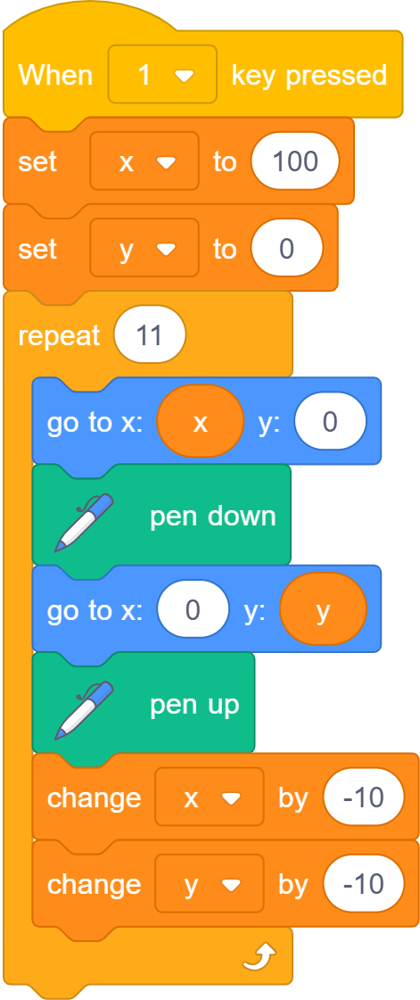 When 1 key pressed
set x to 100
set y to 0
repeat 11
go to x: x y: 0
pen down
go to x: 0 y: y
pen up
change x by -10
change y by -10